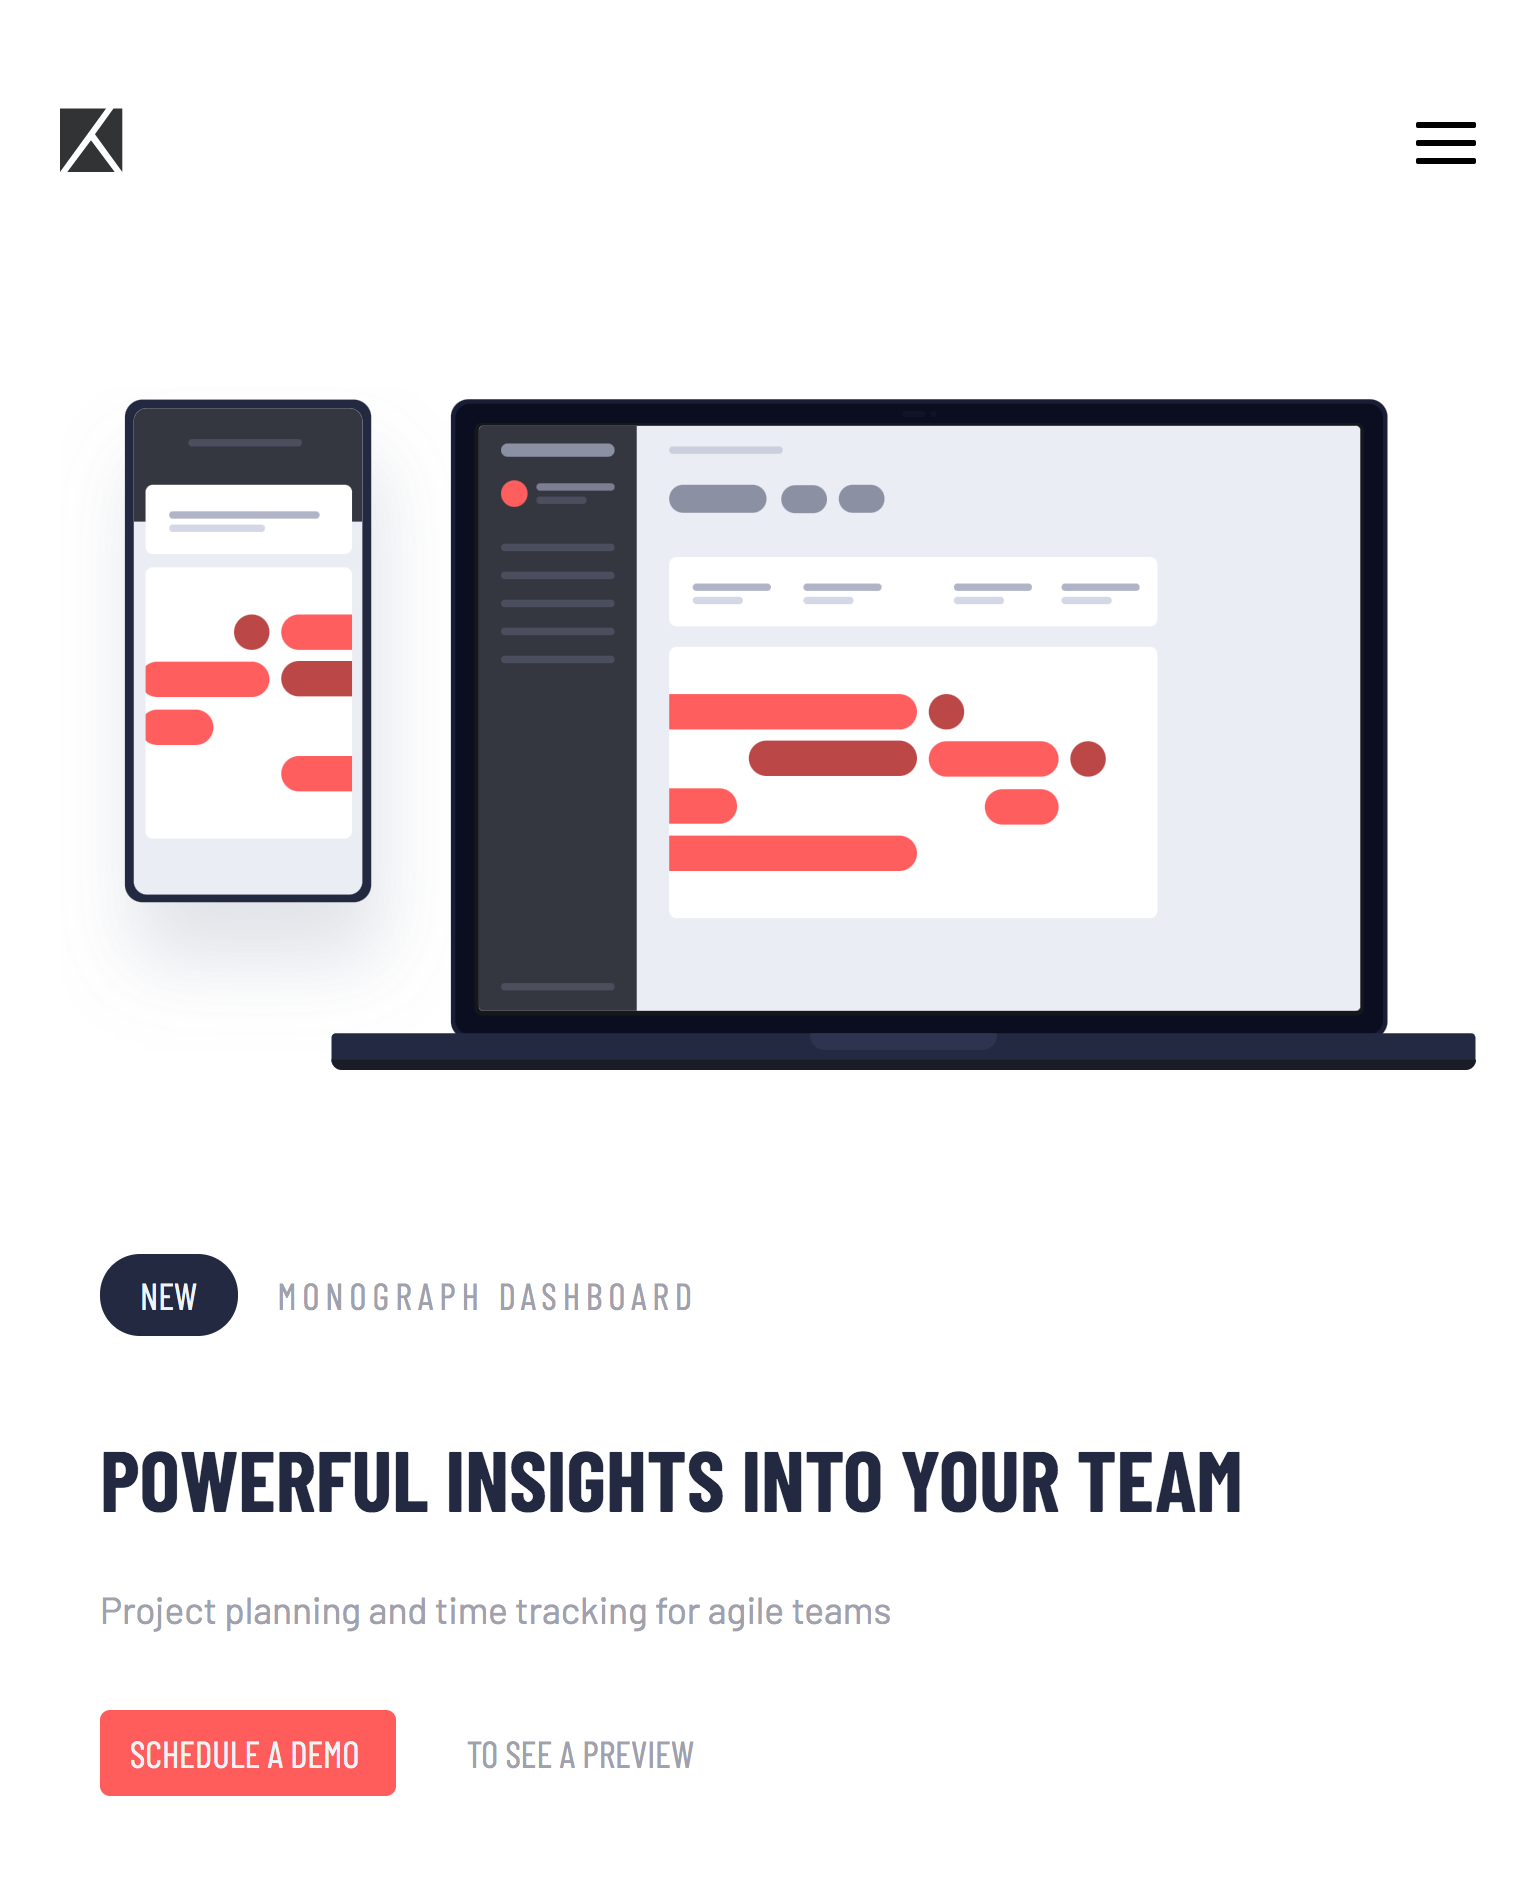 NEW
MONOGRAPH DASHBOARD
POWERFUL INSIGHTS INTO YOUR TEAM
Project planning and time tracking for agile teams
SCHEDULE A DEMO
TO SEE A PREVIEW